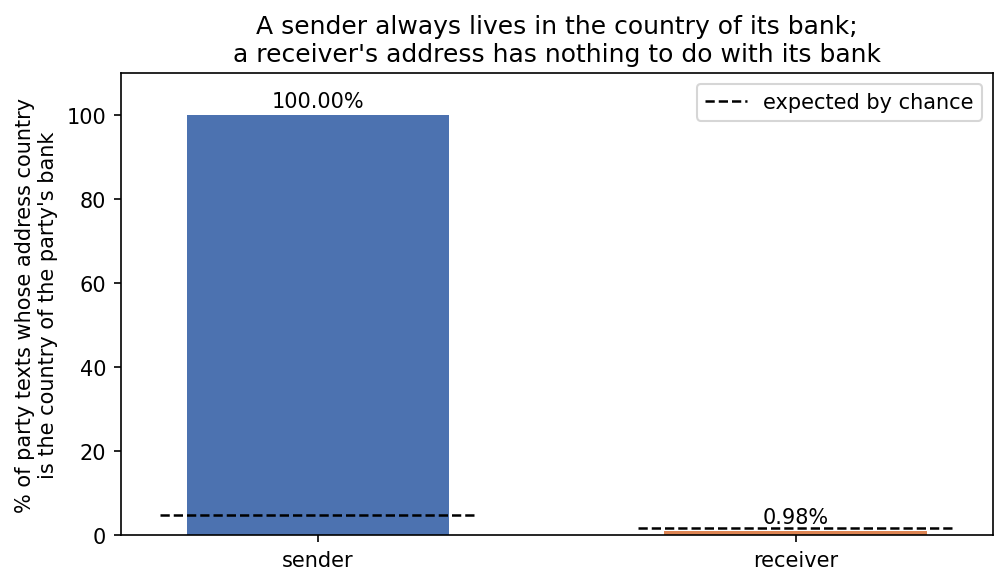 A sender always lives in the country of its bank;
a receiver's address has nothing to do with its bank
% of party texts whose address country
is the country of the party's bank
100
80
60
40
20
0
100.00%
0.98%
expected by chance
sender
receiver